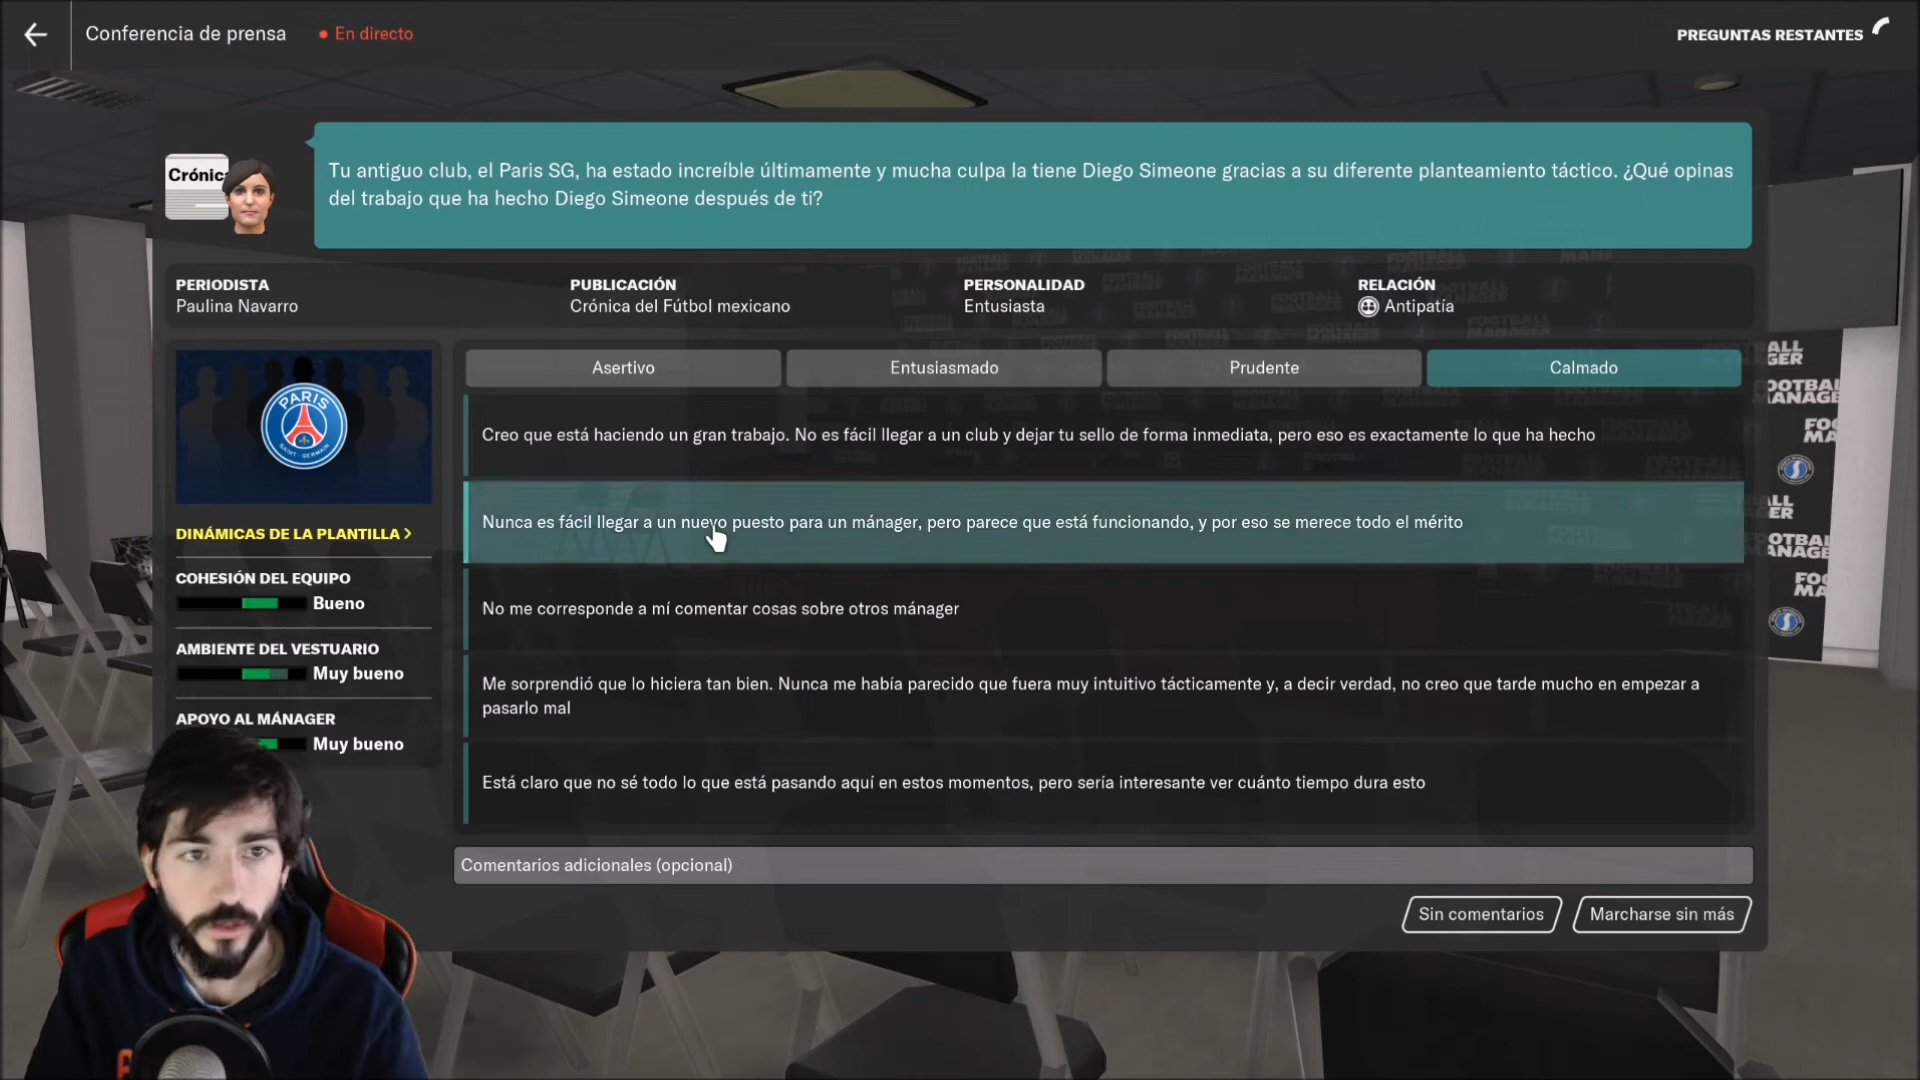 Conferencia de prensa
En directo
PREGUNTAS RESTANTES
Crónic
Tu antiguo club, el Paris SG, ha estado increíble últimamente y mucha culpa la tiene Diego Simeone gracias a su diferente planteamiento táctico. ¿Qué opinas
del trabajo que ha hecho Diego Simeone después de ti?
PERIODISTA
Paulina Navarro
PUBLICACIÓN
Crónica del Fútbol mexicano
PERSONALIDAD
Entusiasta
RELACIÓN
Antipatía
PARIS
SAINT-GERMAIN
DINÁMICAS DE LA PLANTILLA >
COHESIÓN DEL EQUIPO
Bueno
AMBIENTE DEL VESTUARIO
Muy bueno
APOYO AL MÁNAGER
Muy bueno
Asertivo
Entusiasmado
Prudente
Calmado
Creo que está haciendo un gran trabajo. No es fácil llegar a un club y dejar tu sello de forma inmediata, pero eso es exactamente lo que ha hecho
Nunca es fácil llegar a un nuevo puesto para un mánager, pero parece que está funcionando, y por eso se merece todo el mérito
No me corresponde a mí comentar cosas sobre otros mánager
Me sorprendió que lo hiciera tan bien. Nunca me había parecido que fuera muy intuitivo tácticamente y, a decir verdad, no creo que tarde mucho en empezar a
pasarlo mal
Está claro que no sé todo lo que está pasando aquí en estos momentos, pero sería interesante ver cuánto tiempo dura esto
Comentarios adicionales (opcional)
Sin comentarios
Marcharse sin más